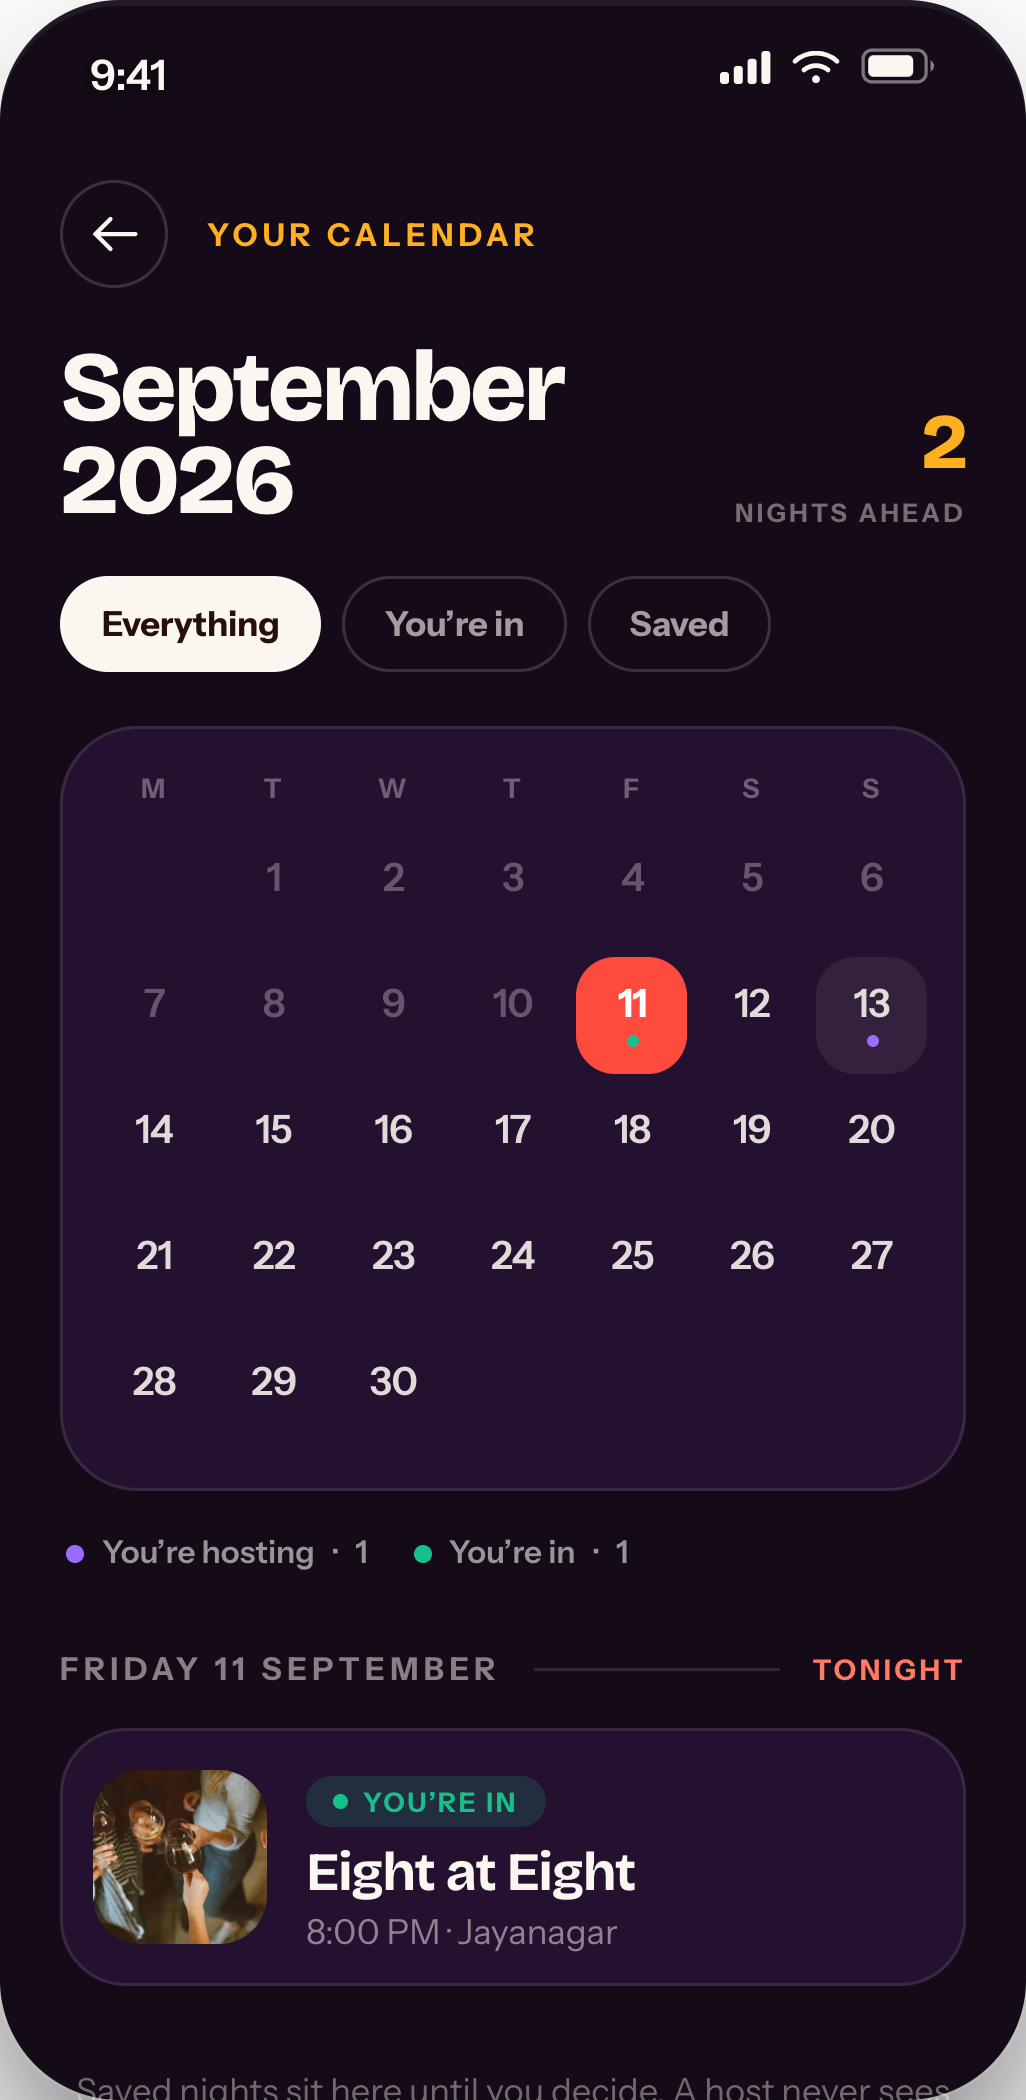 9:41
YOUR CALENDAR
September
2026
2
NIGHTS AHEAD
Everything
You’re in
Saved
M T W T F S S
1 2 3 4 5 6
7 8 9 10 11 12 13
14 15 16 17 18 19 20
21 22 23 24 25 26 27
28 29 30
You’re hosting · 1
You’re in · 1
FRIDAY 11 SEPTEMBER
TONIGHT
YOU’RE IN
Eight at Eight
8:00 PM · Jayanagar
Saved nights sit here until you decide. A host never sees